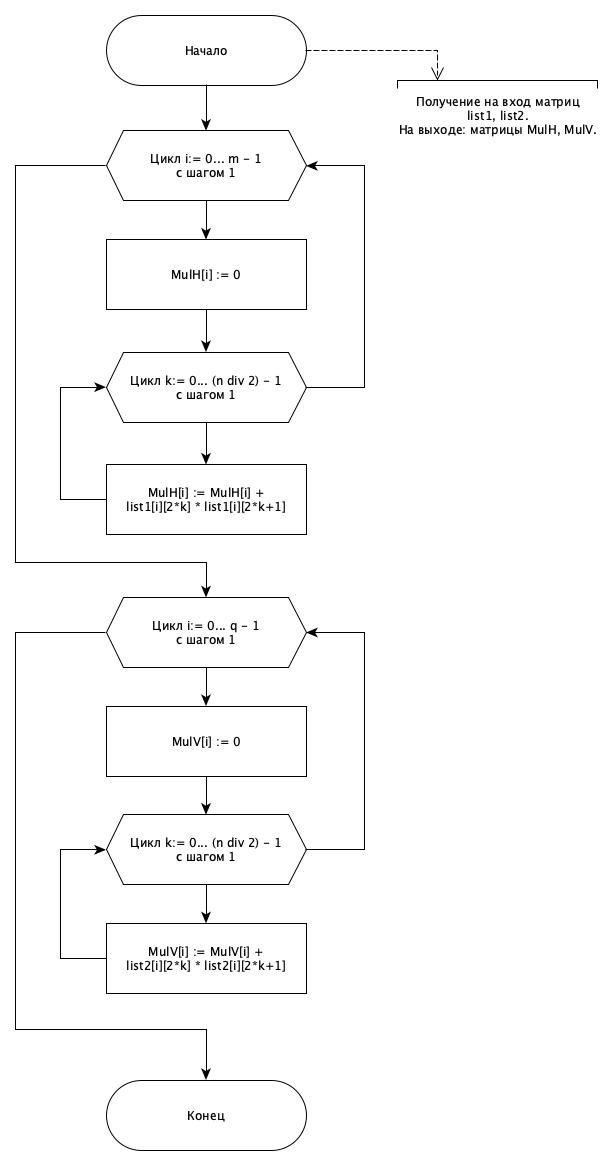 Начало
Получение на вход матриц
list1, list2.
На выходе: матрицы MulH, MulV.
Цикл i:= 0... m - 1
с шагом 1
MulH[i] := 0
Цикл k:= 0... (n div 2) - 1
с шагом 1
MulH[i] := MulH[i] +
list1[i][2*k] * list1[i][2*k+1]
Цикл i:= 0... q - 1
с шагом 1
MulV[i] := 0
Цикл k:= 0... (n div 2) - 1
с шагом 1
MulV[i] := MulV[i] +
list2[i][2*k] * list2[i][2*k+1]
Конец